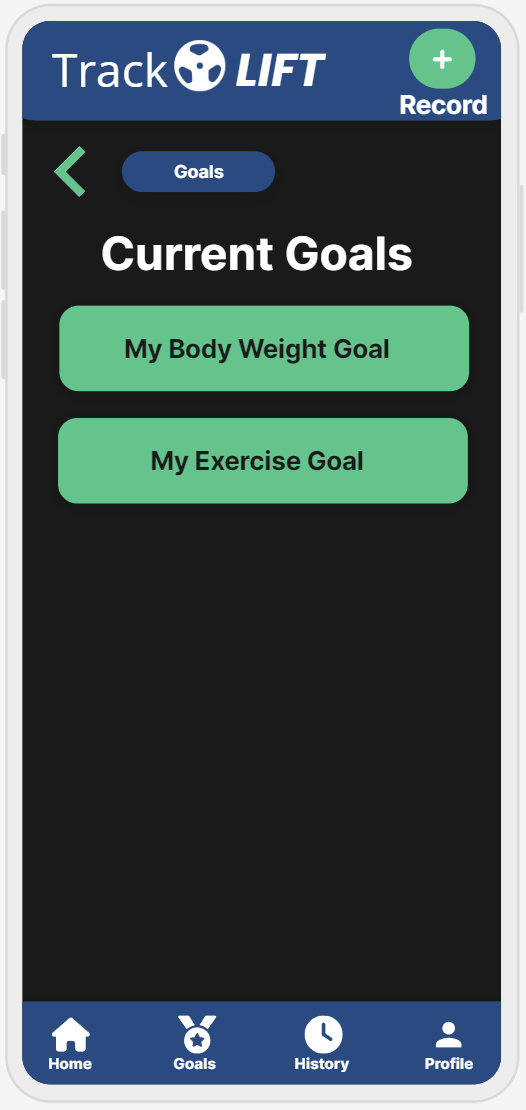 Track LIFT
+
Record
Goals
Current Goals
My Body Weight Goal
My Exercise Goal
Home Goals History Profile